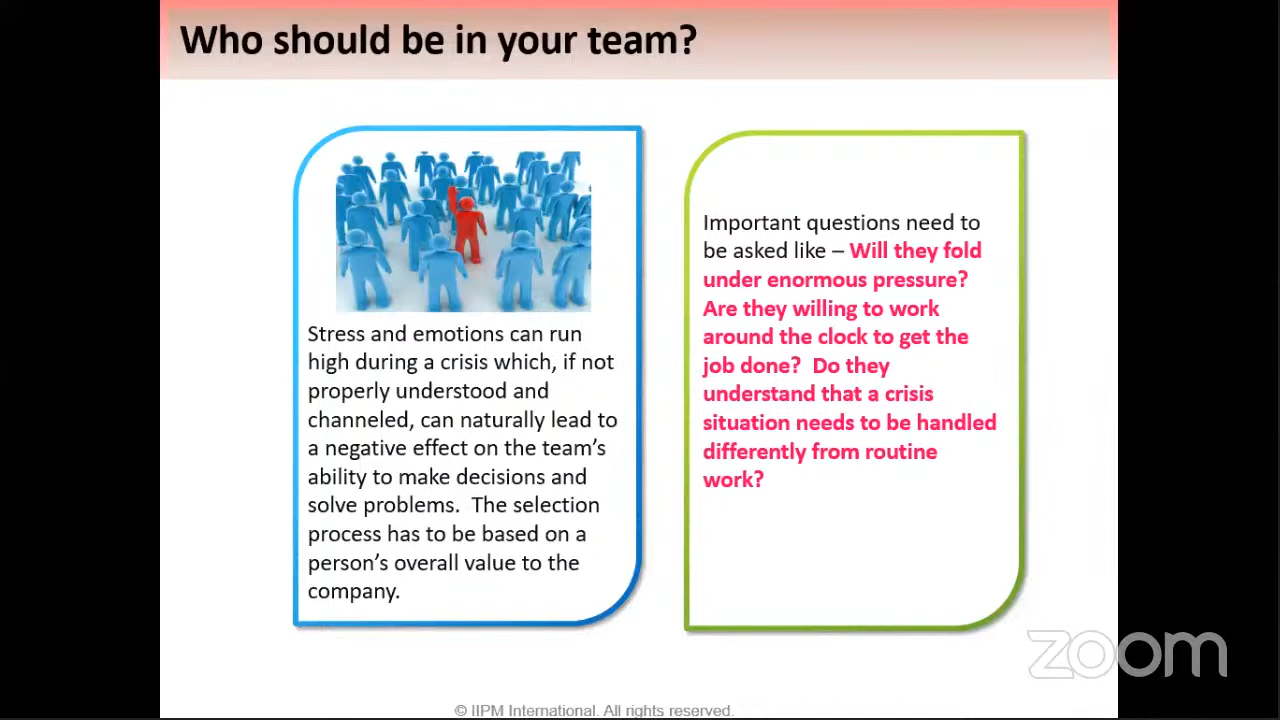 Who should be in your team?
Stress and emotions can run
high during a crisis which, if not
properly understood and
channeled, can naturally lead to
a negative effect on the team's
ability to make decisions and
solve problems.  The selection
process has to be based on a
person's overall value to the
company.
Important questions need to
be asked like – Will they fold
under enormous pressure?
Are they willing to work
around the clock to get the
job done?  Do they
understand that a crisis
situation needs to be handled
differently from routine
work?
zoom
© IIPM International. All rights reserved.